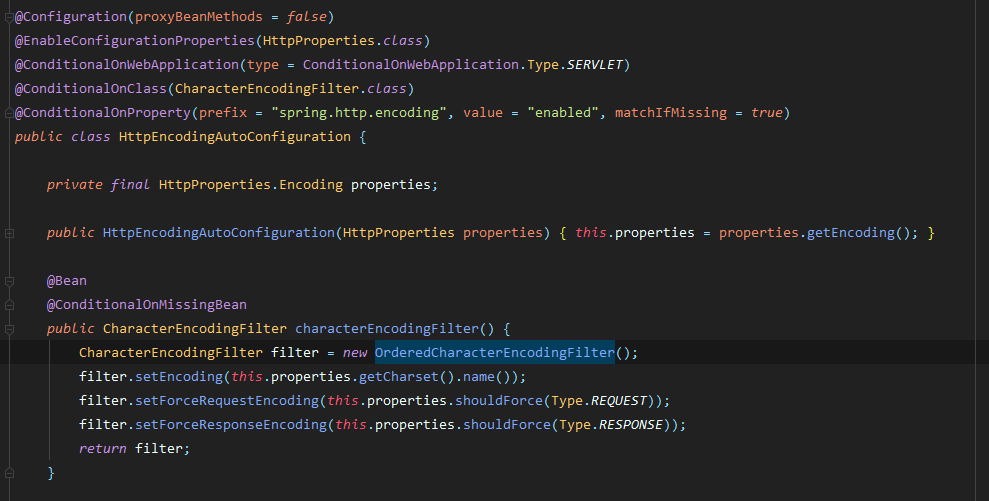 @Configuration(proxyBeanMethods = false)
@EnableConfigurationProperties(HttpProperties.class)
@ConditionalOnWebApplication(type = ConditionalOnWebApplication.Type.SERVLET)
@ConditionalOnClass(CharacterEncodingFilter.class)
@ConditionalOnProperty(prefix = "spring.http.encoding", value = "enabled", matchIfMissing = true)
public class HttpEncodingAutoConfiguration {
private final HttpProperties.Encoding properties;
public HttpEncodingAutoConfiguration(HttpProperties properties) { this.properties = properties.getEncoding(); }
@Bean
@ConditionalOnMissingBean
public CharacterEncodingFilter characterEncodingFilter() {
CharacterEncodingFilter filter = new OrderedCharacterEncodingFilter();
filter.setEncoding(this.properties.getCharset().name());
filter.setForceRequestEncoding(this.properties.shouldForce(Type.REQUEST));
filter.setForceResponseEncoding(this.properties.shouldForce(Type.RESPONSE));
return filter;
}